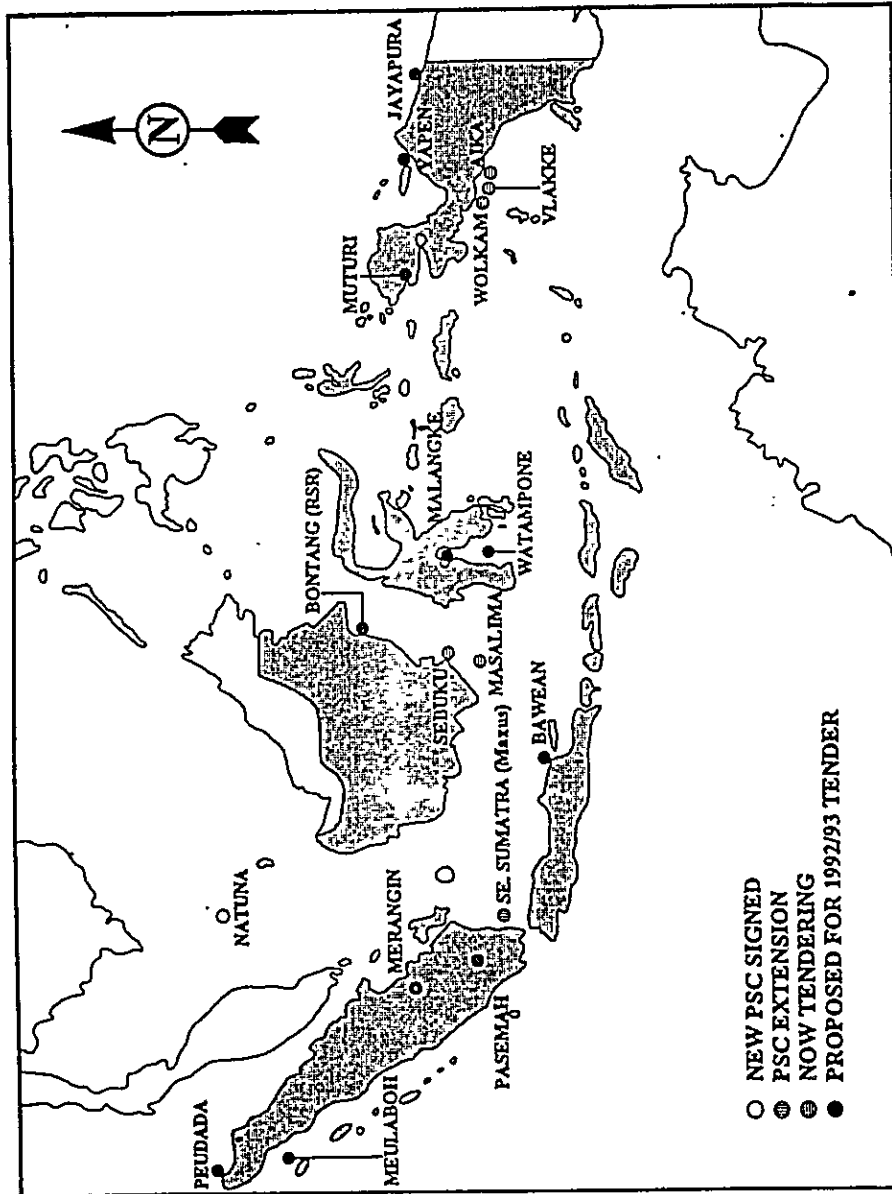 N
JAYAPURA
YAPEN
AIKA
MUTURI
WOLKAM
VLAKKE
BONTANG (RSR)
MALANGKE
WATAMPONE
SEBUKU
MASALIMA
NATUNA
MERANGIN
SE. SUMATRA (Maxus)
BAWEAN
PEUDADA
MEULABOH
PASEMAH
NEW PSC SIGNED
PSC EXTENSION
NOW TENDERING
PROPOSED FOR 1992/93 TENDER